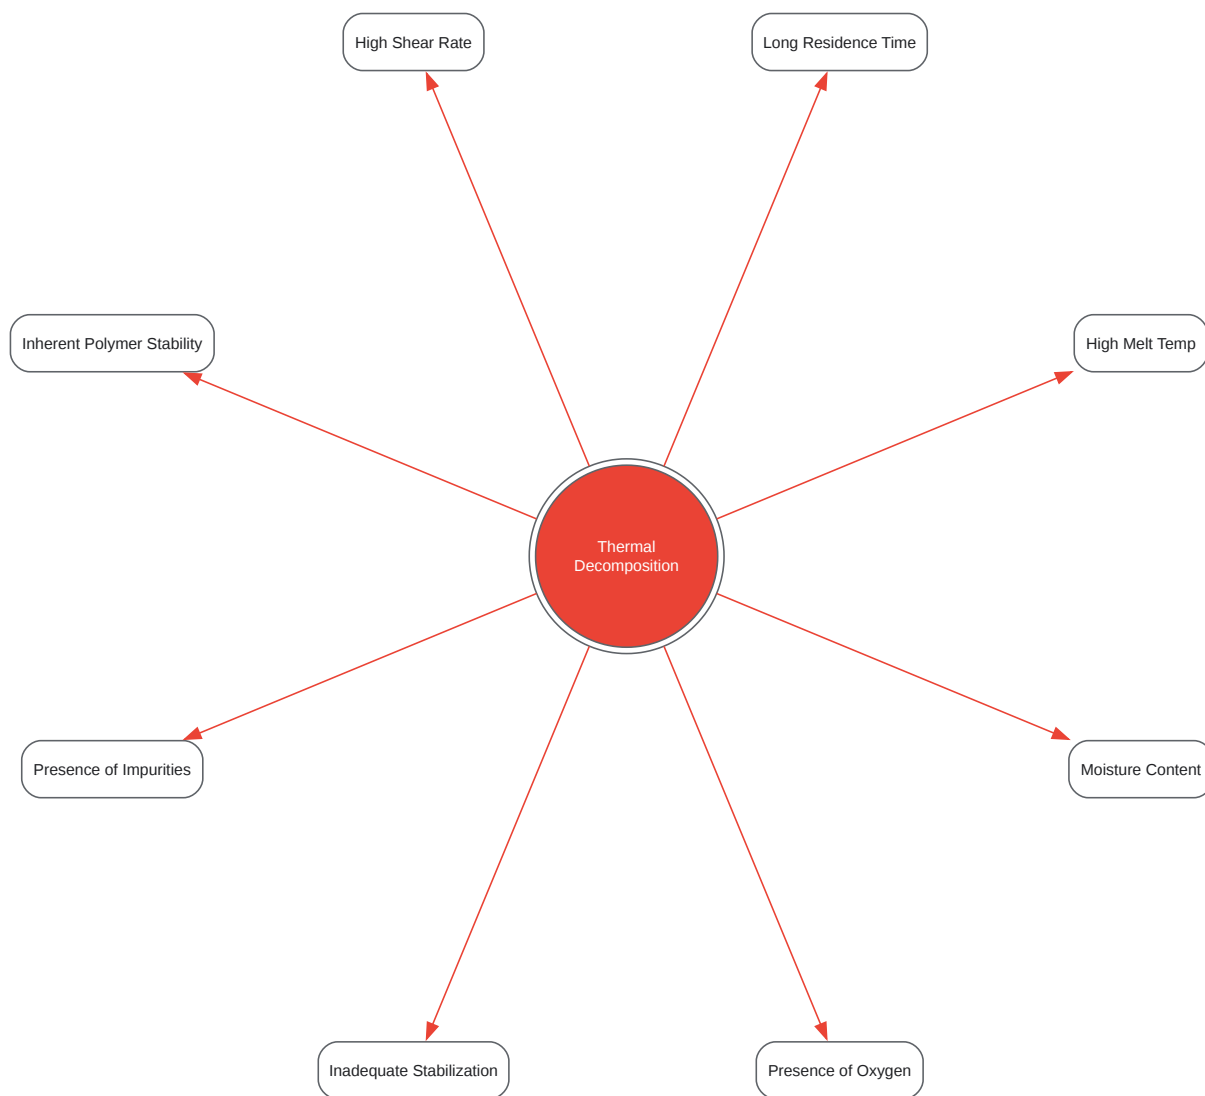 High Shear Rate
Long Residence Time
Inherent Polymer Stability
High Melt Temp
Thermal
Decomposition
Presence of Impurities
Moisture Content
Inadequate Stabilization
Presence of Oxygen